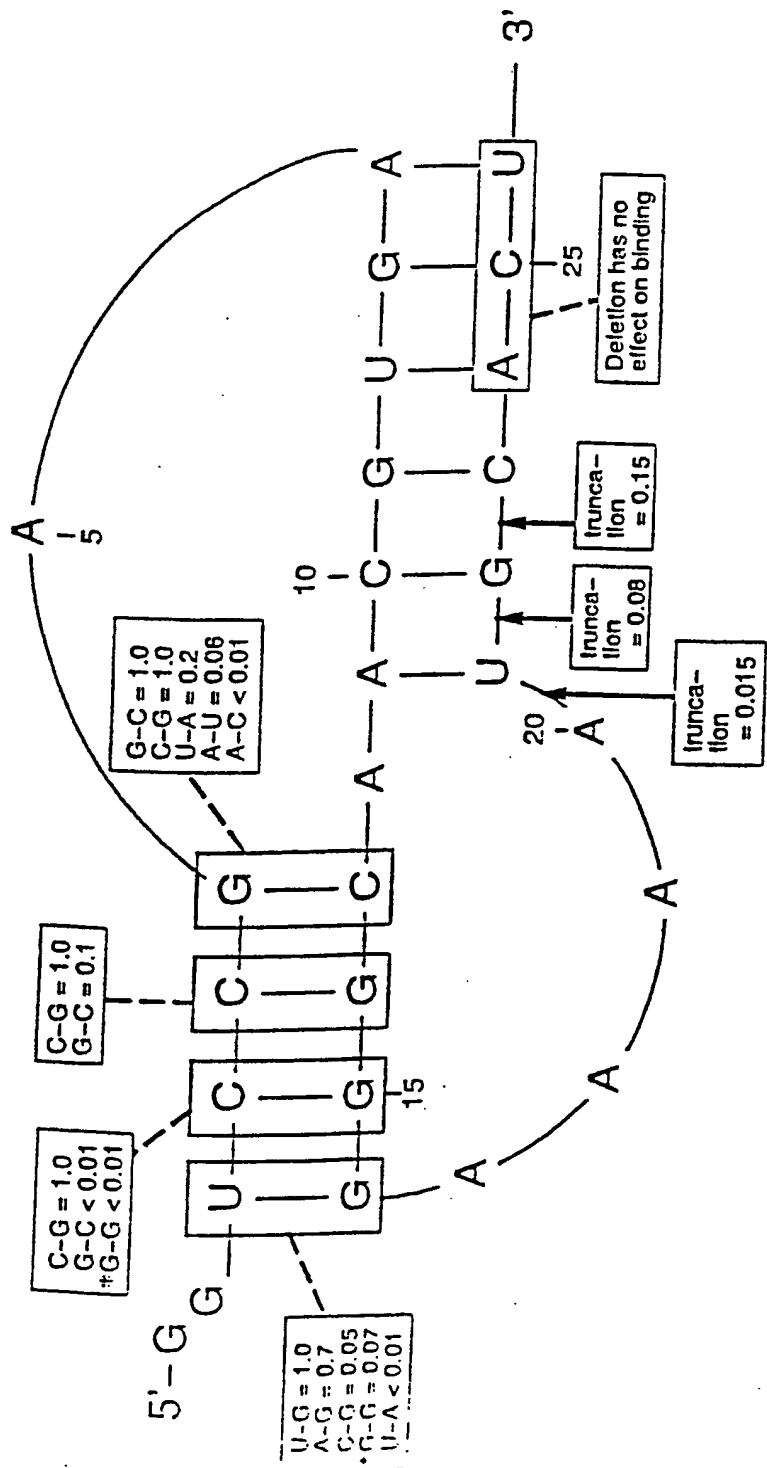 C-G = 1.0
G-C < 0.01
*G-G < 0.01
C-G = 1.0
G-C = 0.1
G-C = 1.0
C-G = 1.0
U-A = 0.2
A-U = 0.06
A-C < 0.01
A
5
5'-G
G
U
C
C
G
G
G
G
C
15
A
A
C
G
U
G
A
10
U
G
C
A
C
U
3'
25
20
A
A
A
A
U-G = 1.0
A-G = 0.7
C-G = 0.05
*G-G = 0.07
U-A < 0.01
trunca-
tion
= 0.015
trunca-
tion
= 0.08
trunca-
tion
= 0.15
Deletion has no
effect on binding